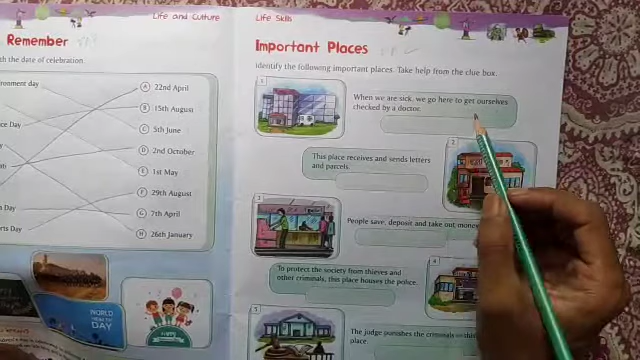 Life and Culture
Remember
h the date of celebration.
ronment day
ce Day
s Day
rts Day
A 22nd April
B 15th August
C 5th June
D 2nd October
E 1st May
F 29th August
G 7th April
H 26th January
WORLD
DAY
Life Skills
Important Places
Identify the following important places. Take help from the clue box.
1
When we are sick, we go here to get ourselves
checked by a doctor.
2
This place receives and sends letters
and parcels.
3
People save, deposit and take out money
4
To protect the society from thieves and
other criminals, this place houses the police.
5
The judge punishes the criminals
place.